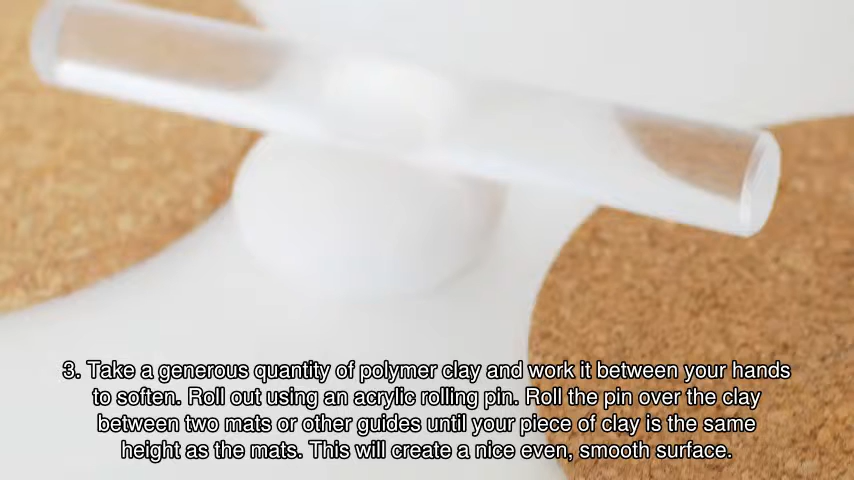 3. Take a generous quantity of polymer clay and work it between your hands
to soften. Roll out using an acrylic rolling pin. Roll the pin over the clay
between two mats or other guides until your piece of clay is the same
height as the mats. This will create a nice even, smooth surface.